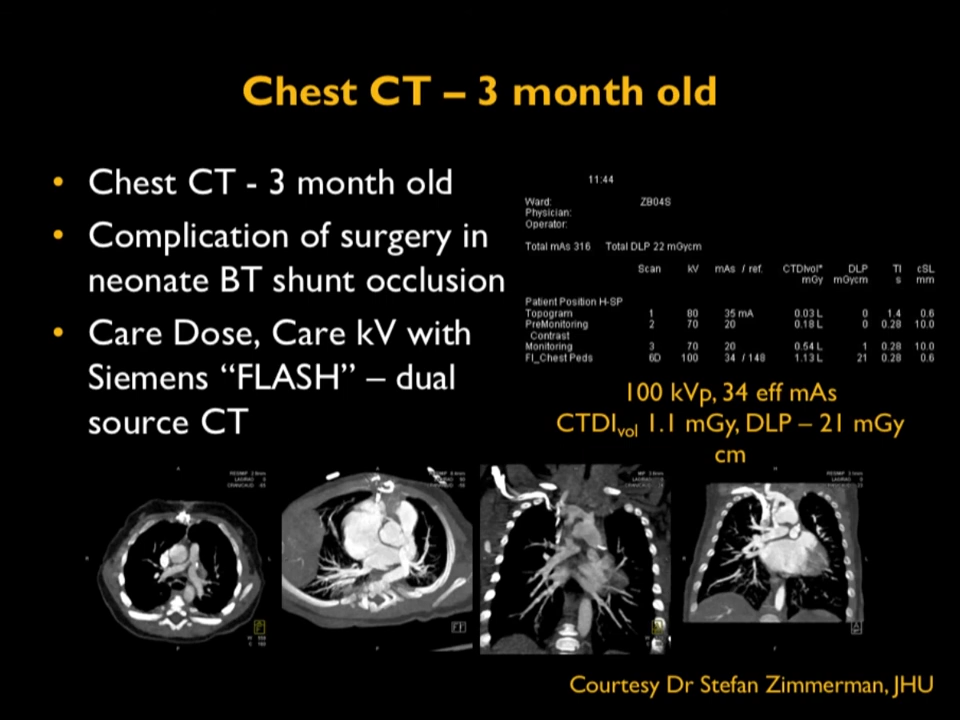 Chest CT – 3 month old
• Chest CT - 3 month old
• Complication of surgery in
neonate BT shunt occlusion
• Care Dose, Care kV with
Siemens “FLASH” – dual
source CT
11:44
Ward: ZB04S
Physician:
Operator:
Total mAs 316 Total DLP 22 mGycm
Scan kV mAs / ref. CTDIvol* DLP TI cSL
mGy mGycm s mm
Patient Position H-SP
Topogram 1 80 35 mA 0.03 L 0 1.4 0.6
PreMonitoring 2 70 20 0.18 L 0 0.28 10.0
Contrast
Monitoring 3 70 20 0.54 L 1 0.28 10.0
Fl_Chest Peds 6D 100 34 / 148 1.13 L 21 0.28 0.6
100 kVp, 34 eff mAs
CTDIvol 1.1 mGy, DLP – 21 mGy
cm
Courtesy Dr Stefan Zimmerman, JHU